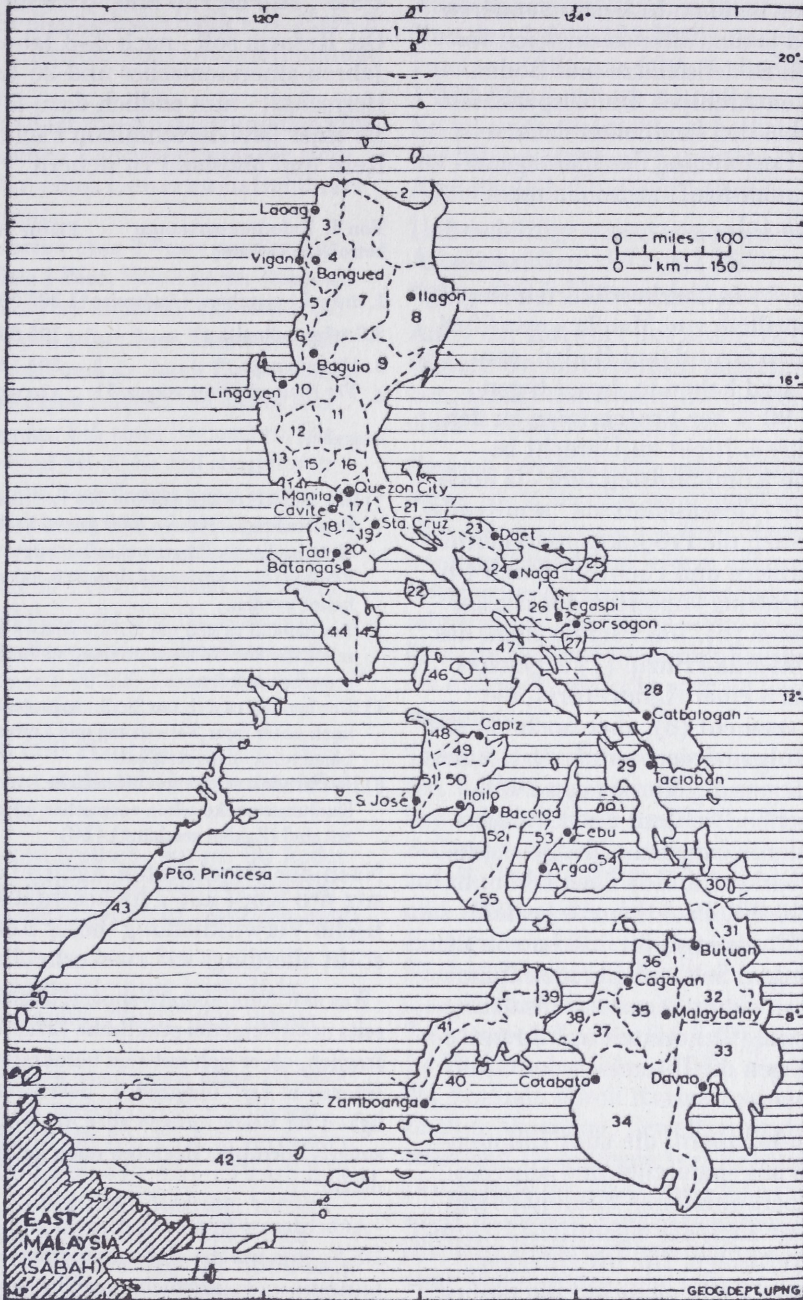 120° 124°
1
20°
2
Laoag
3
0 miles 100
0 km 150
Vigan 4
Bangued
5 7 Ilagon
8
6
Baguio 9
16°
Lingayen 10
11
12
13 15 16
14
Quezon City
Manila
17 21
Cavite
18 19 Sta. Cruz 23 Daet
Taal 20
Batangas 24 Naga 25
22
26 Legaspi
Sorsogon
27
44 45 47
46
28
12°
Catbalogan
Capiz
48
49
29 Tacloban
51 50
S. José Iloilo
Bacclod
52 53 Cebu
Argao 54
Pta. Princesa
43 55
30
31
Butuan
36
Cagayan
39 32
38 35 Malaybalay 8°
41 37
33
40 Cotabato Davao
Zamboanga
34
42
EAST
MALAYSIA
(SABAH)
M.P. GEOG.DEPT, UPNG